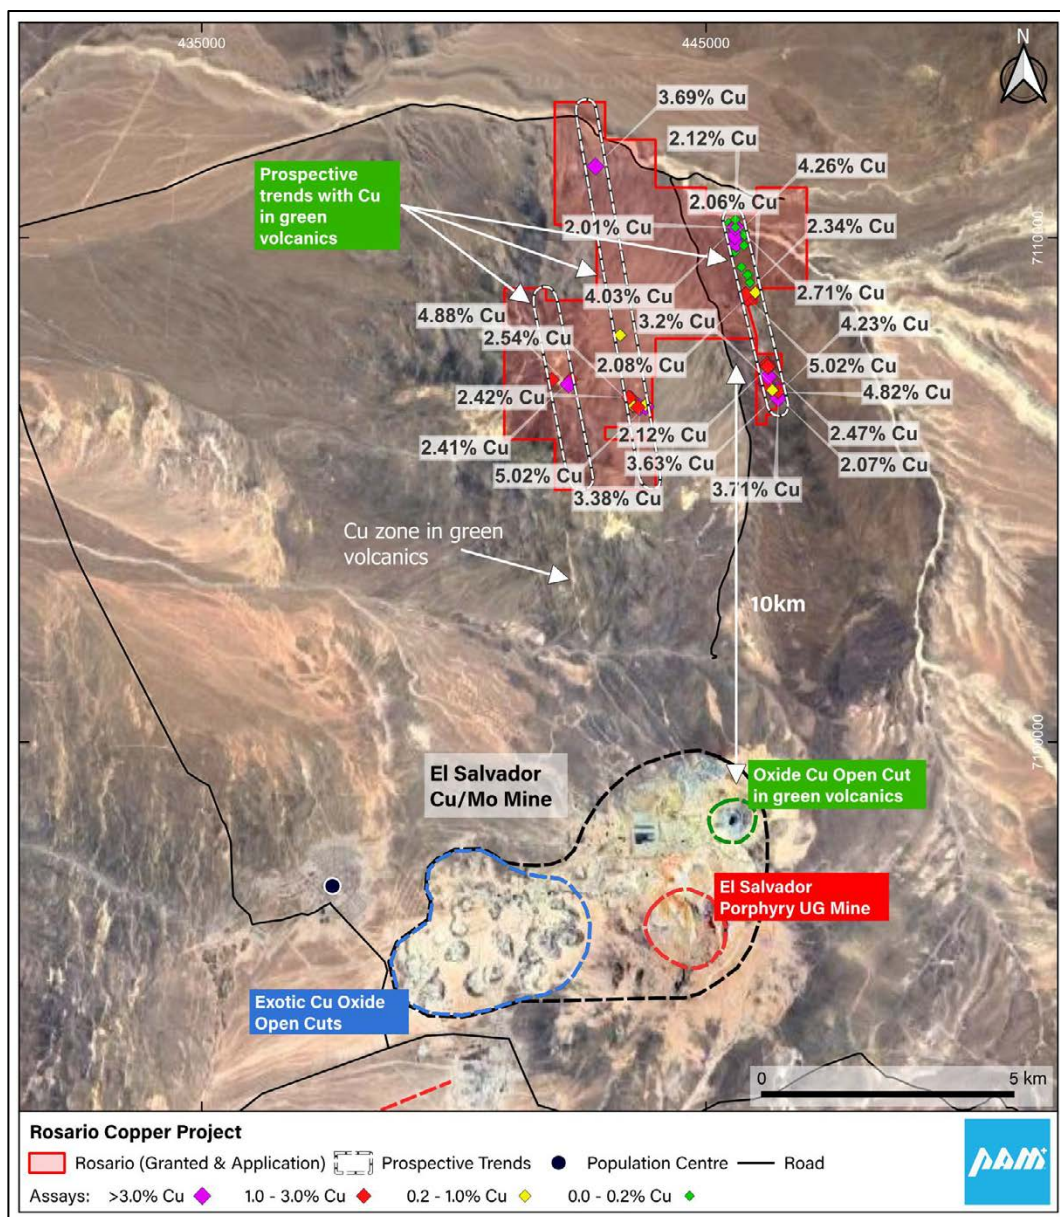 435000
445000
N
3.69% Cu
2.12% Cu
4.26% Cu
Prospective
trends with Cu
in green
volcanics
2.06% Cu
2.01% Cu
2.34% Cu
7110000
4.03% Cu
2.71% Cu
4.88% Cu
3.2% Cu
4.23% Cu
2.54% Cu
2.08% Cu
5.02% Cu
2.42% Cu
4.82% Cu
2.41% Cu
2.12% Cu
2.47% Cu
5.02% Cu
3.63% Cu
2.07% Cu
3.38% Cu
3.71% Cu
Cu zone in green
volcanics
10km
7100000
El Salvador
Cu/Mo Mine
Oxide Cu Open Cut
in green volcanics
El Salvador
Porphyry UG Mine
Exotic Cu Oxide
Open Cuts
0
5 km
Rosario Copper Project
Rosario (Granted & Application)
Prospective Trends
Population Centre
Road
Assays: >3.0% Cu
1.0 - 3.0% Cu
0.2 - 1.0% Cu
0.0 - 0.2% Cu
PAM